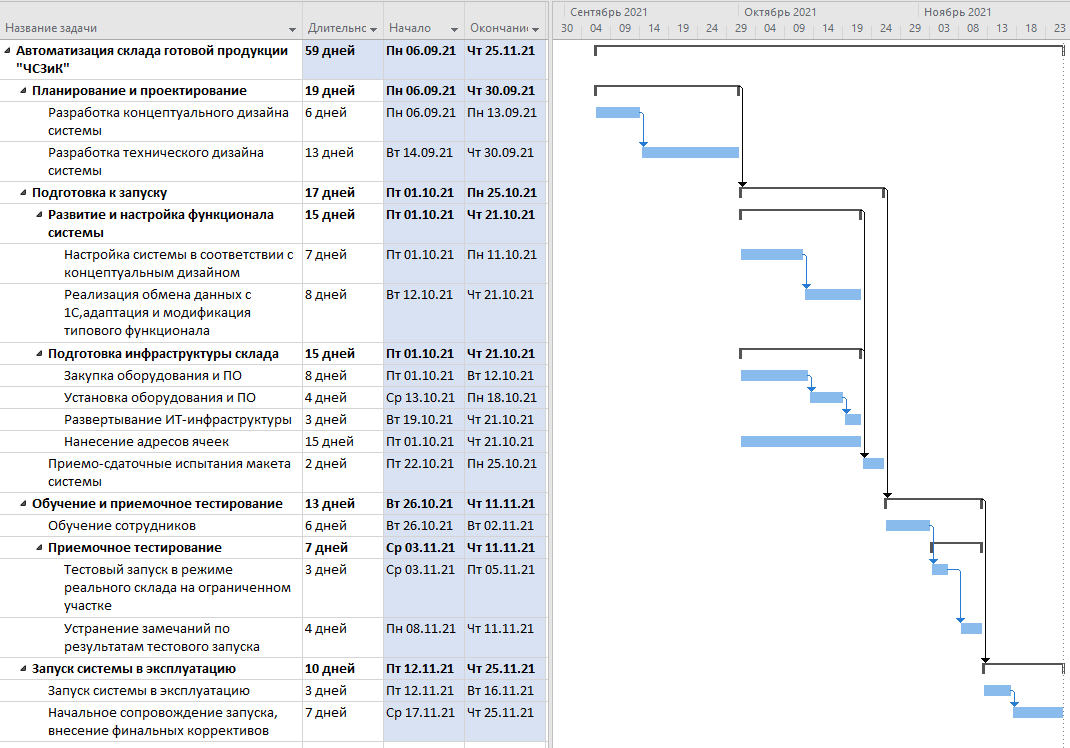 Сентябрь 2021 Октябрь 2021 Ноябрь 2021
Название задачи Длительнс Начало Окончани 30 04 09 14 19 24 29 04 09 14 19 24 29 03 08 13 18 23
Автоматизация склада готовой продукции 59 дней Пн 06.09.21 Чт 25.11.21
"ЧСЗиК"
Планирование и проектирование 19 дней Пн 06.09.21 Чт 30.09.21
Разработка концептуального дизайна 6 дней Пн 06.09.21 Пн 13.09.21
системы
Разработка технического дизайна 13 дней Вт 14.09.21 Чт 30.09.21
системы
Подготовка к запуску 17 дней Пт 01.10.21 Пн 25.10.21
Развитие и настройка функционала 15 дней Пт 01.10.21 Чт 21.10.21
системы
Настройка системы в соответствии с 7 дней Пт 01.10.21 Пн 11.10.21
концептуальным дизайном
Реализация обмена данных с 8 дней Вт 12.10.21 Чт 21.10.21
1С,адаптация и модификация
типового функционала
Подготовка инфраструктуры склада 15 дней Пт 01.10.21 Чт 21.10.21
Закупка оборудования и ПО 8 дней Пт 01.10.21 Вт 12.10.21
Установка оборудования и ПО 4 дней Ср 13.10.21 Пн 18.10.21
Развертывание ИТ-инфраструктуры 3 дней Вт 19.10.21 Чт 21.10.21
Нанесение адресов ячеек 15 дней Пт 01.10.21 Чт 21.10.21
Приемо-сдаточные испытания макета 2 дней Пт 22.10.21 Пн 25.10.21
системы
Обучение и приемочное тестирование 13 дней Вт 26.10.21 Чт 11.11.21
Обучение сотрудников 6 дней Вт 26.10.21 Вт 02.11.21
Приемочное тестирование 7 дней Ср 03.11.21 Чт 11.11.21
Тестовый запуск в режиме 3 дней Ср 03.11.21 Пт 05.11.21
реального склада на ограниченном
участке
Устранение замечаний по 4 дней Пн 08.11.21 Чт 11.11.21
результатам тестового запуска
Запуск системы в эксплуатацию 10 дней Пт 12.11.21 Чт 25.11.21
Запуск системы в эксплуатацию 3 дней Пт 12.11.21 Вт 16.11.21
Начальное сопровождение запуска, 7 дней Ср 17.11.21 Чт 25.11.21
внесение финальных коррективов